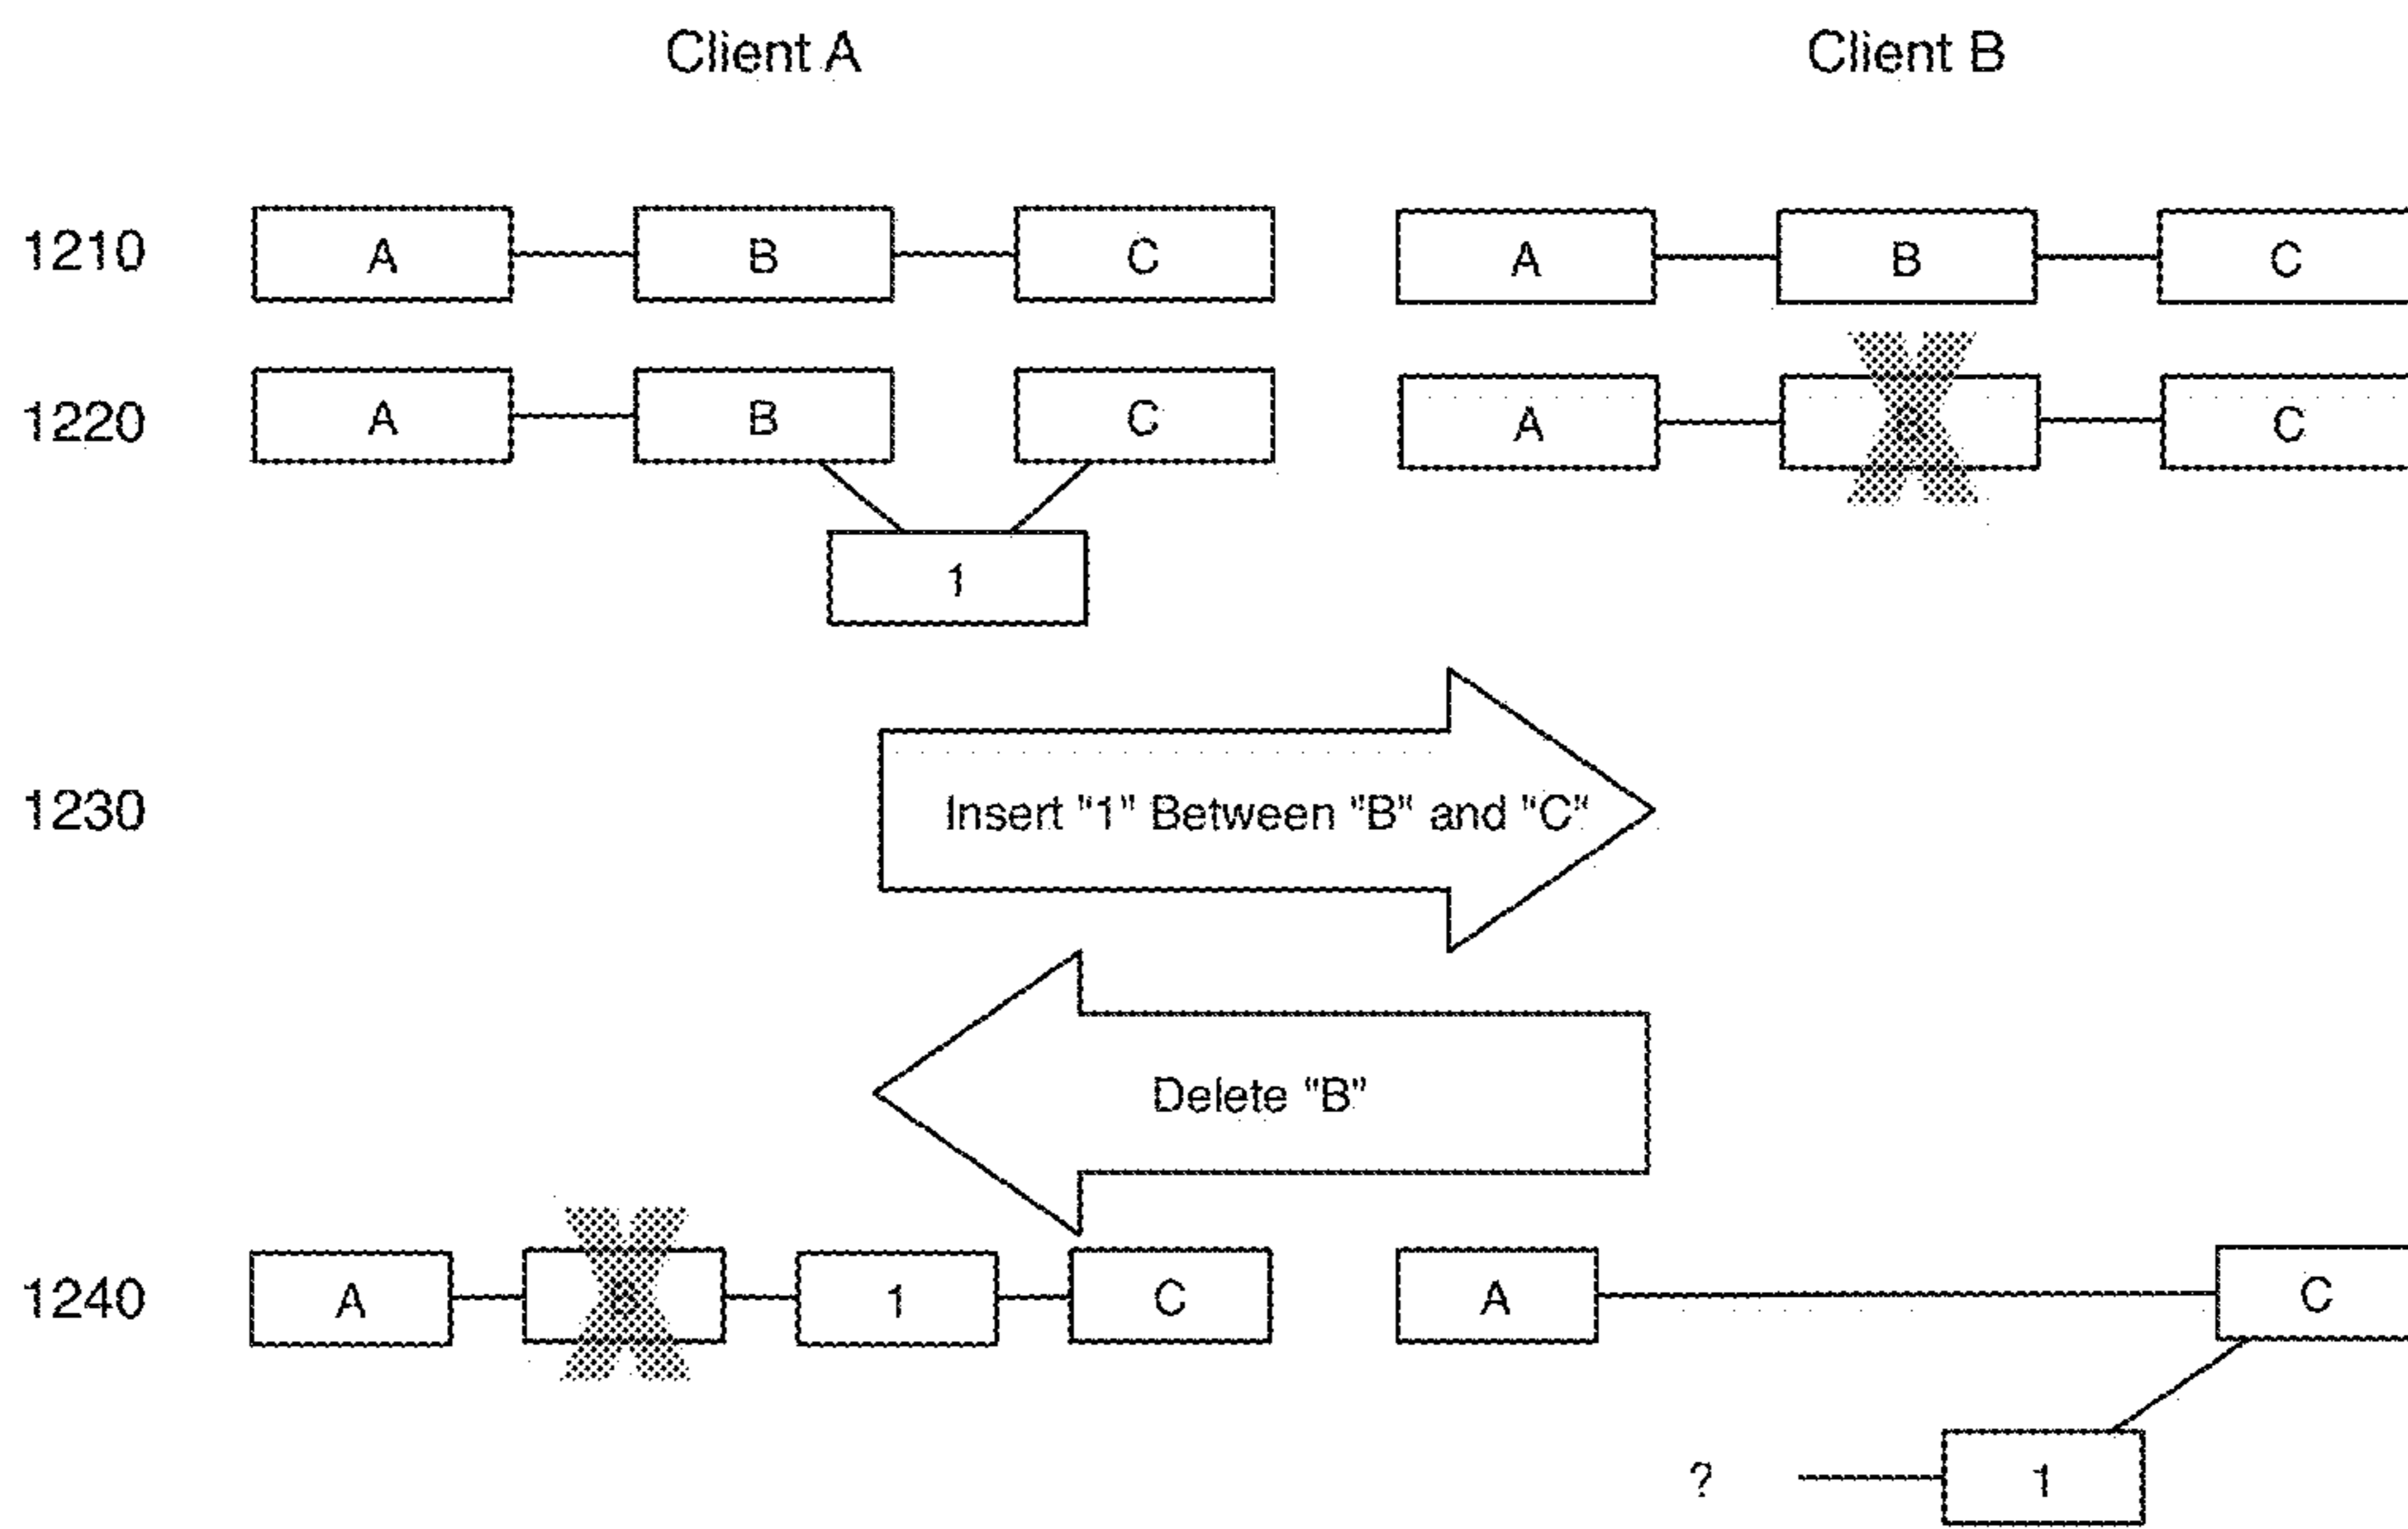 Client A Client B
1210 A B C A B C
1220 A B C A C
1
1230 Insert "1" Between "B" and "C"
Delete "B"
1240 A 1 C A C
? 1